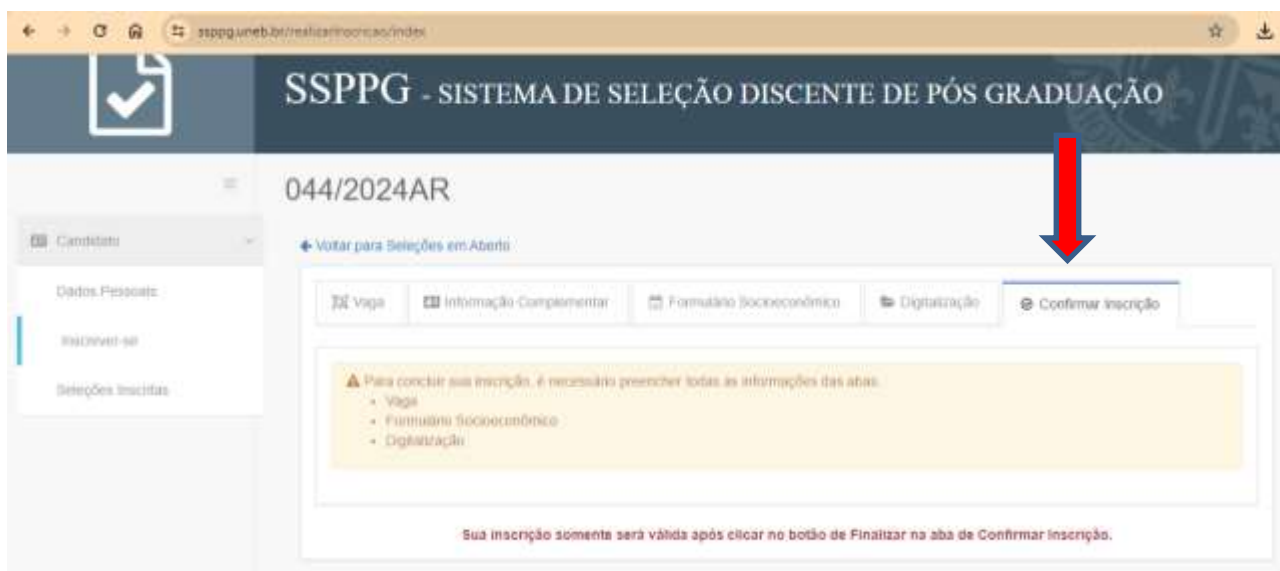 ssppg.uneb.br/realizarinscricao/index
SSPPG - SISTEMA DE SELEÇÃO DISCENTE DE PÓS GRADUAÇÃO
044/2024AR
Candidato
Voltar para Seleções em Aberto
Dados Pessoais
Vaga Informação Complementar Formulário Socioeconômico Digitalização Confirmar Inscrição
Inscrever-se
Seleções Inscritas
Para concluir sua inscrição, é necessário preencher todas as informações das abas:
• Vaga
• Formulário Socioeconômico
• Digitalização
Sua inscrição somente será válida após clicar no botão de Finalizar na aba de Confirmar Inscrição.